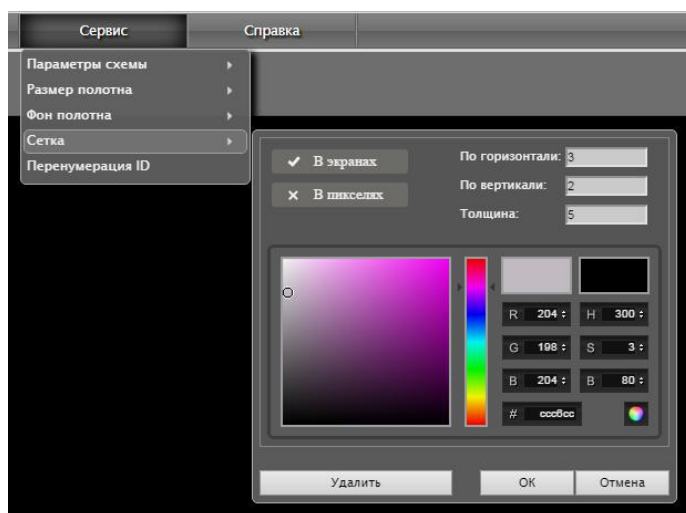 Сервис
Справка
Параметры схемы
Размер полотна
Фон полотна
Сетка
Перенумерация ID
В экранах
В пикселях
По горизонтали: 3
По вертикали: 2
Толщина: 5
R 204 H 300
G 198 S 3
B 204 B 80
# ccc6cc
Удалить
ОК
Отмена